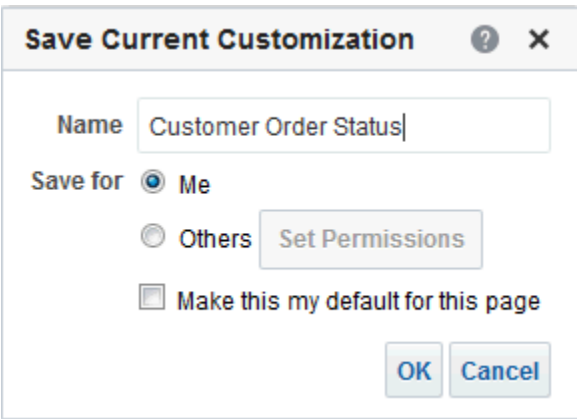 Save Current Customization ? ×
Name Customer Order Status
Save for Me
Others Set Permissions
Make this my default for this page
OK Cancel